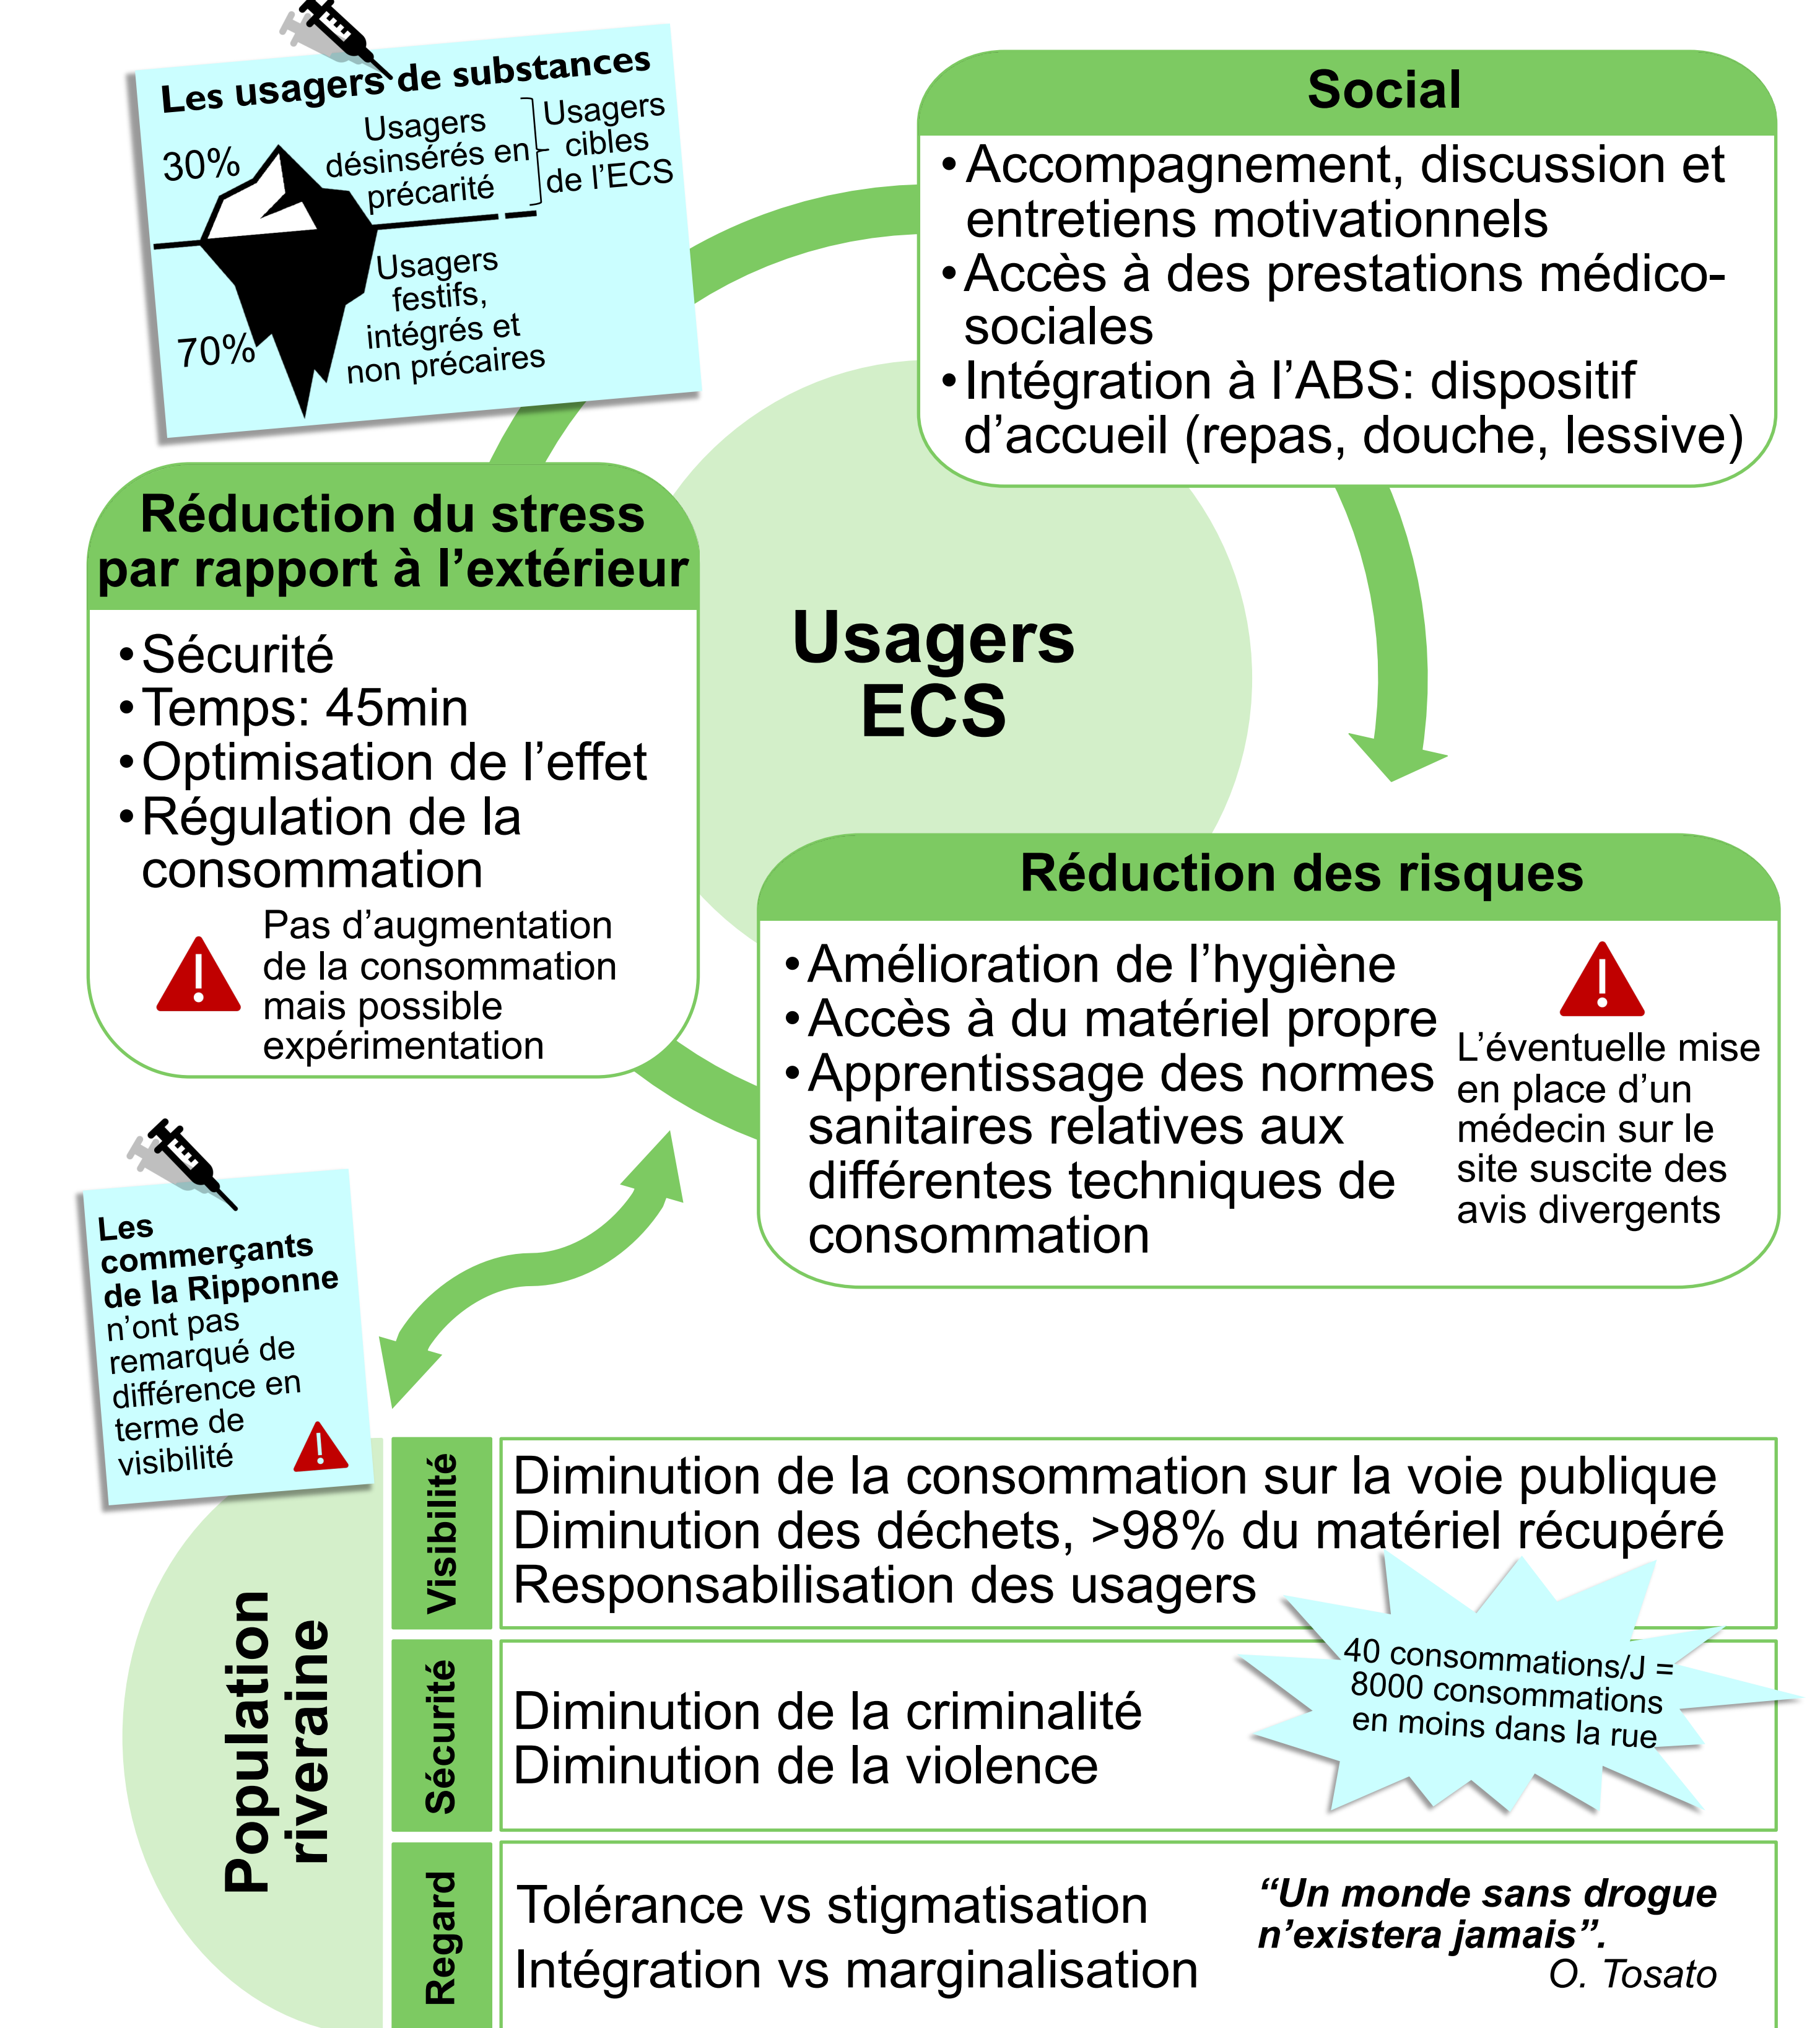 Les usagers de substances
30%
Usagers
désinsérés en
précarité
Usagers
cibles
de l’ECS
70%
Usagers
festifs,
intégrés et
non précaires
Social
•Accompagnement, discussion et
entretiens motivationnels
•Accès à des prestations médico-
sociales
•Intégration à l’ABS: dispositif
d’accueil (repas, douche, lessive)
Réduction du stress
par rapport à l’extérieur
•Sécurité
•Temps: 45min
•Optimisation de l’effet
•Régulation de la
consommation
Pas d’augmentation
de la consommation
mais possible
expérimentation
Usagers
ECS
Réduction des risques
•Amélioration de l’hygiène
•Accès à du matériel propre
•Apprentissage des normes
sanitaires relatives aux
différentes techniques de
consommation
L’éventuelle mise
en place d’un
médecin sur le
site suscite des
avis divergents
Les
commerçants
de la Ripponne
n’ont pas
remarqué de
différence en
terme de
visibilité
Population
riveraine
Visibilité
Diminution de la consommation sur la voie publique
Diminution des déchets, >98% du matériel récupéré
Responsabilisation des usagers
Sécurité
Diminution de la criminalité
Diminution de la violence
40 consommations/J =
8000 consommations
en moins dans la rue
Regard
Tolérance vs stigmatisation
Intégration vs marginalisation
“Un monde sans drogue
n’existera jamais”.
O. Tosato